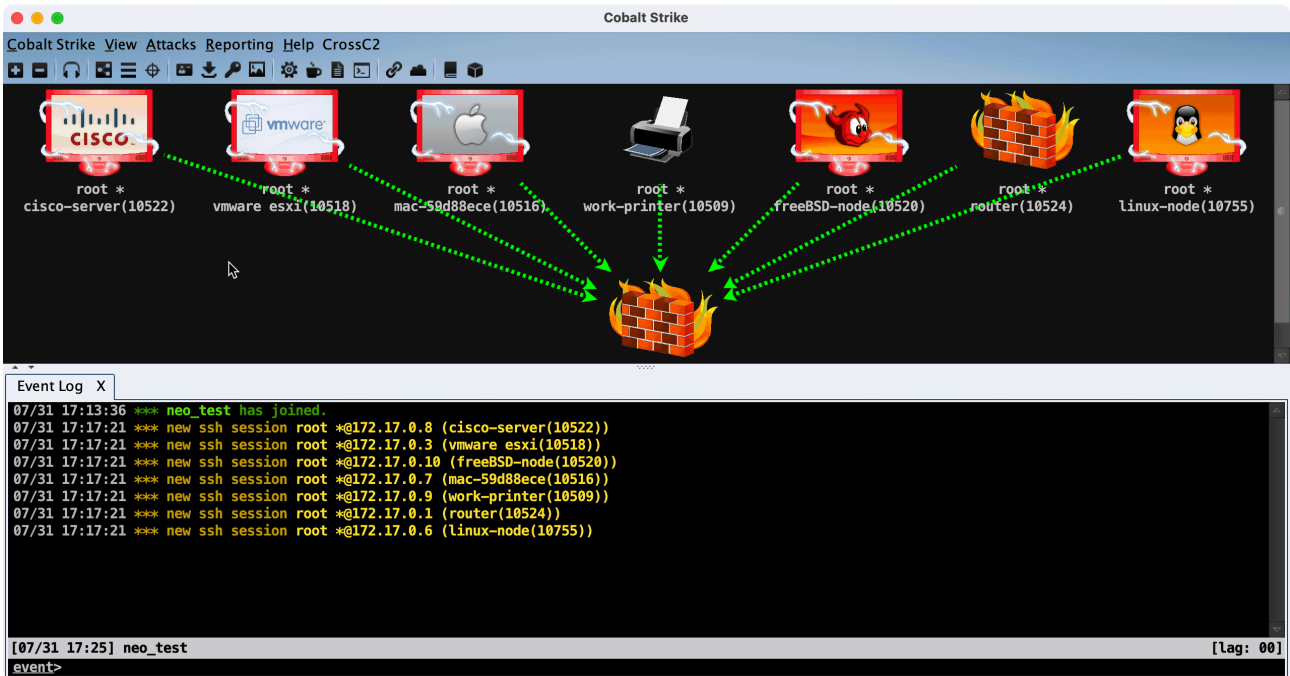 Cobalt Strike
Cobalt Strike View Attacks Reporting Help CrossC2
CISCO
vmware
root *
cisco-server(10522)
root *
vmware esxi(10518)
root *
mac-59d88ece(10516)
root *
work-printer(10509)
root *
freeBSD-node(10520)
root *
router(10524)
root *
linux-node(10755)
Event Log X
07/31 17:13:36 *** neo_test has joined.
07/31 17:17:21 *** new ssh session root *@172.17.0.8 (cisco-server(10522))
07/31 17:17:21 *** new ssh session root *@172.17.0.3 (vmware esxi(10518))
07/31 17:17:21 *** new ssh session root *@172.17.0.10 (freeBSD-node(10520))
07/31 17:17:21 *** new ssh session root *@172.17.0.7 (mac-59d88ece(10516))
07/31 17:17:21 *** new ssh session root *@172.17.0.9 (work-printer(10509))
07/31 17:17:21 *** new ssh session root *@172.17.0.1 (router(10524))
07/31 17:17:21 *** new ssh session root *@172.17.0.6 (linux-node(10755))
[07/31 17:25] neo_test [lag: 00]
event>